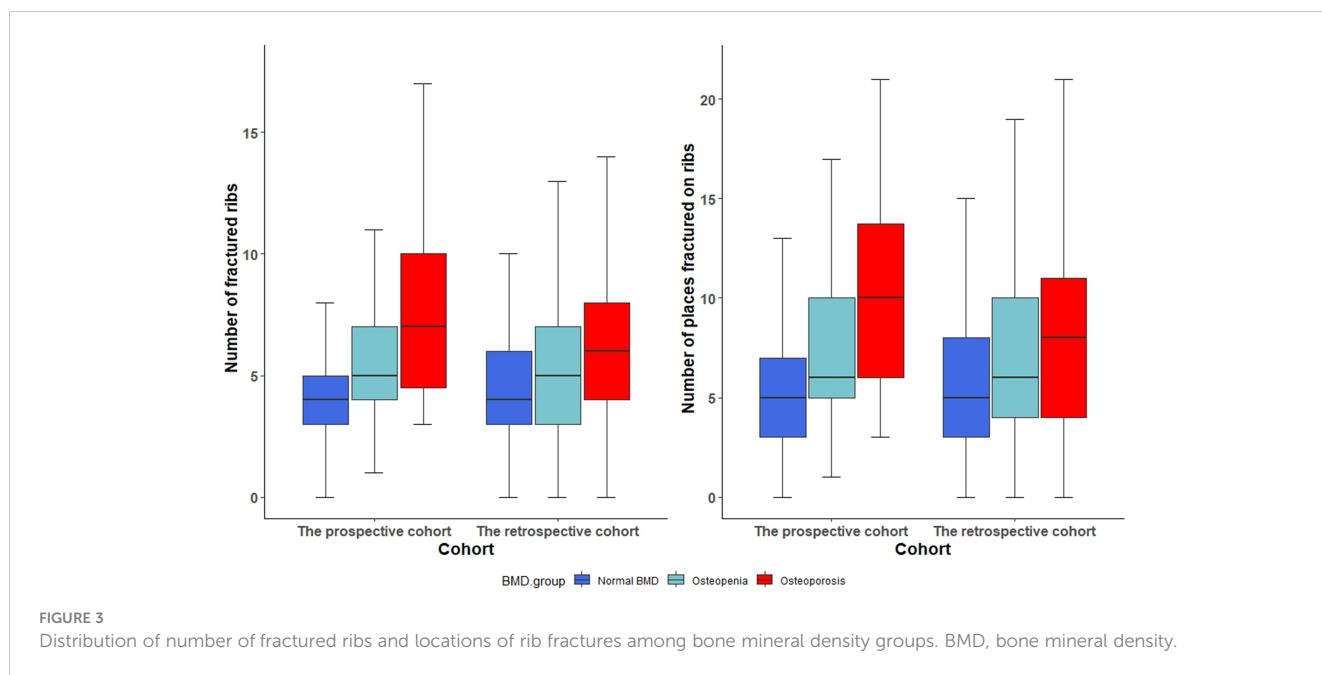 Number of fractured ribs
15
10
5
0
The prospective cohort The retrospective cohort
Cohort
Number of places fractured on ribs
20
15
10
5
0
The prospective cohort The retrospective cohort
Cohort
BMD.group Normal BMD Osteopenia Osteoporosis
FIGURE 3
Distribution of number of fractured ribs and locations of rib fractures among bone mineral density groups. BMD, bone mineral density.